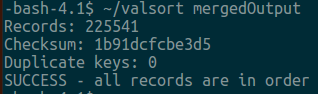 -bash-4.1$ ~/valsort mergedOutput
Records: 225541
Checksum: 1b91dcfcbe3d5
Duplicate keys: 0
SUCCESS - all records are in order